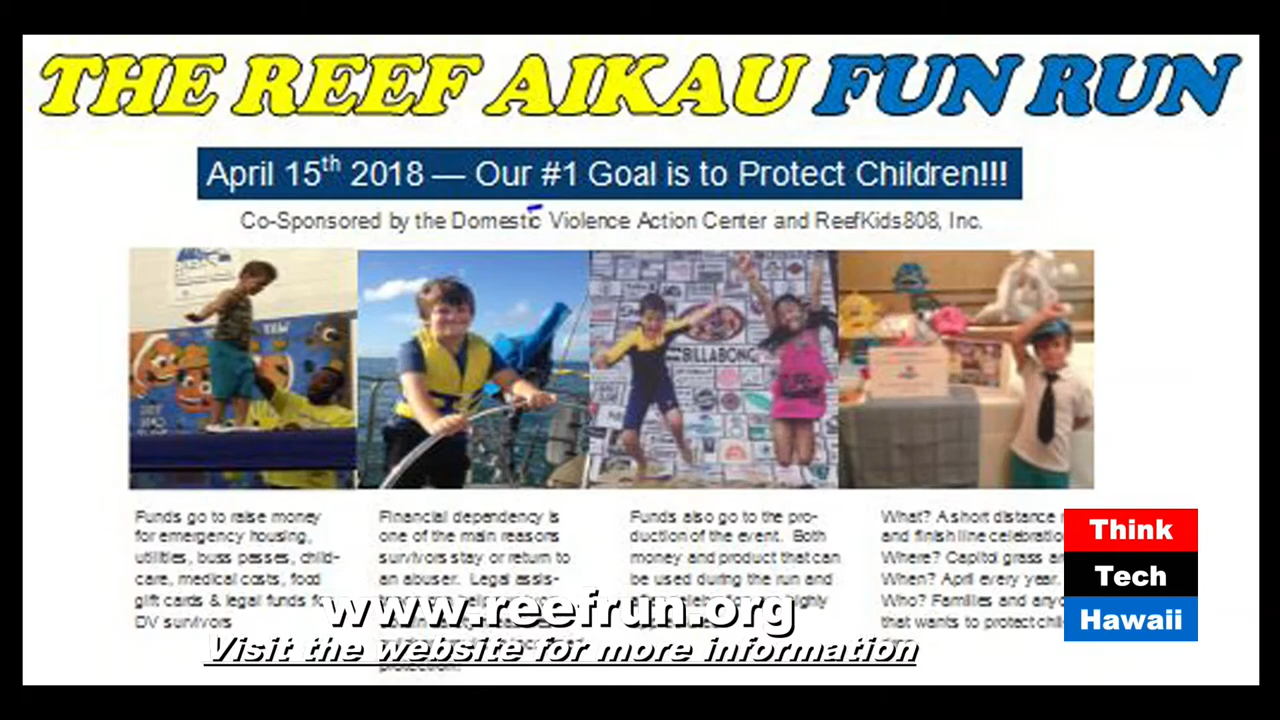 THE REEF AIKAU FUN RUN
April 15th 2018 — Our #1 Goal is to Protect Children!!!
Co-Sponsored by the Domestic Violence Action Center and ReefKids808, Inc.
BILLABONG
Funds go to raise money
for emergency housing,
utilities, buss passes, child-
care, medical costs, food
gift cards & legal funds
DV survivors
Financial dependency is
one of the main reasons
survivors stay or return to
an abuser. Legal assis-
protection.
Funds also go to the pro-
duction of the event. Both
money and product that can
be used during the run and
What? A short distance
and finish line celebration
Where? Capitol grass
When? April every year.
Who? Families and
that wants to protect
Think
Tech
Hawaii
www.reefrun.org
Visit the website for more information